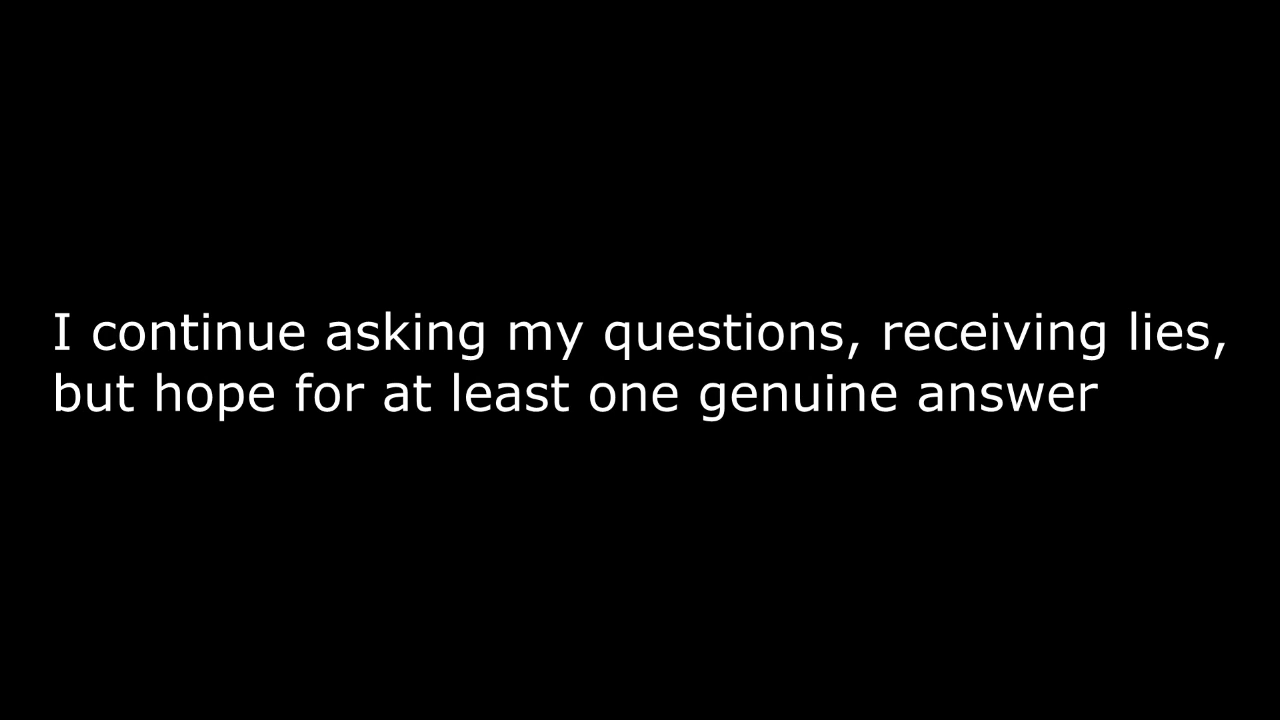 I continue asking my questions, receiving lies,
but hope for at least one genuine answer